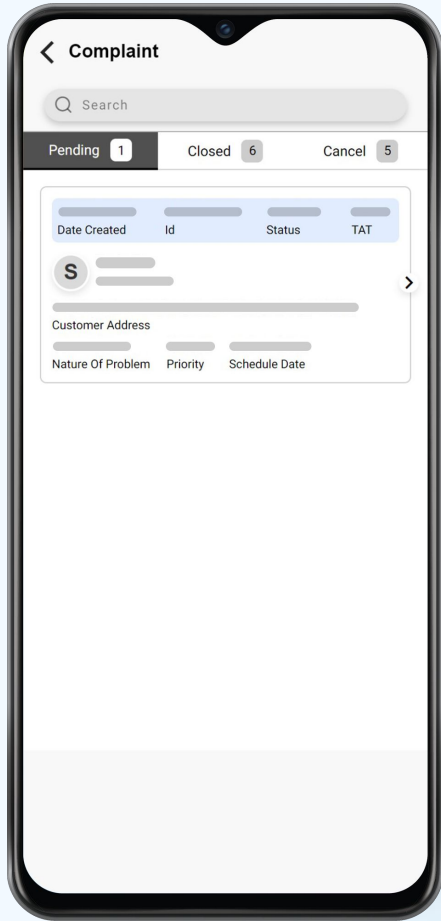 Complaint
Search
Pending 1 Closed 6 Cancel 5
Date Created Id Status TAT
S
Customer Address
Nature Of Problem Priority Schedule Date